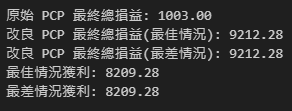 原始 PCP 最終總損益: 1003.00
改良 PCP 最終總損益(最佳情況): 9212.28
改良 PCP 最終總損益(最差情況): 9212.28
最佳情況獲利: 8209.28
最差情況獲利: 8209.28